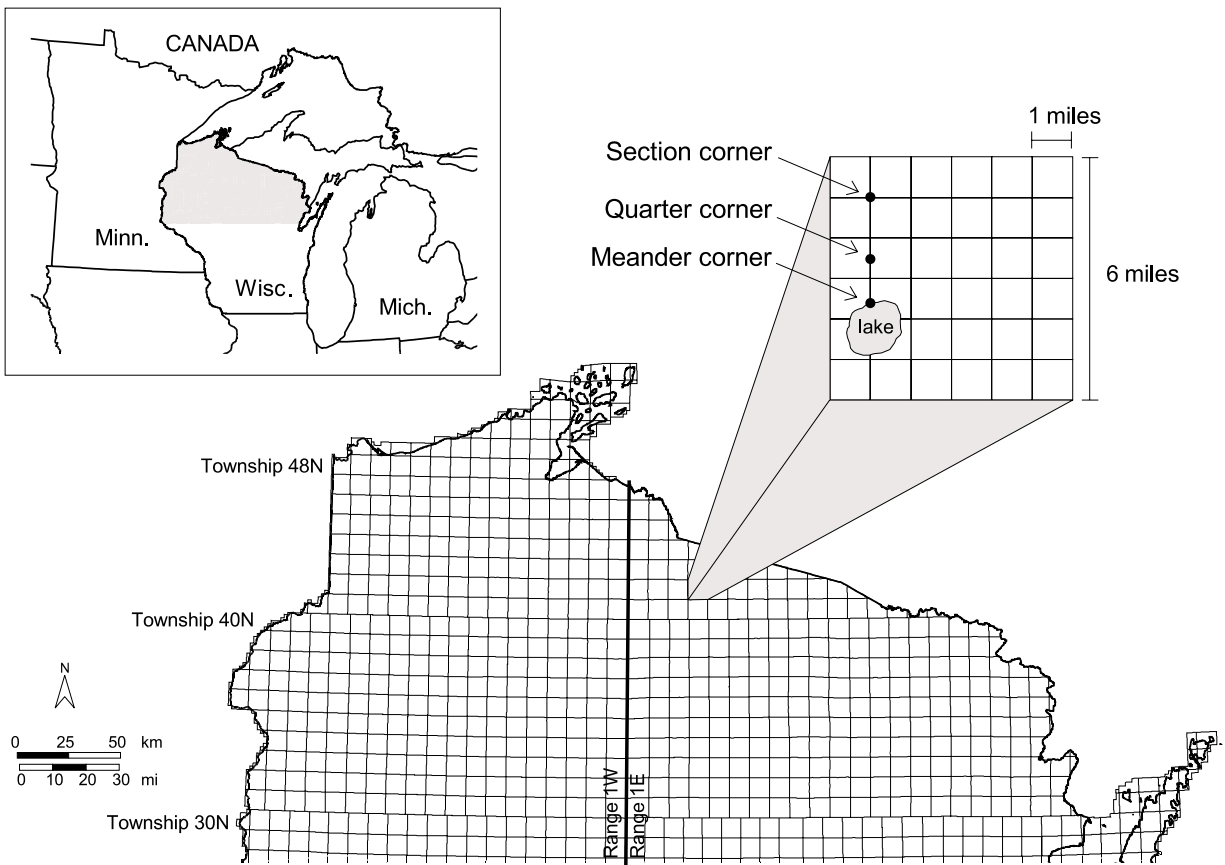 CANADA
Minn.
Wisc.
Mich.
1 miles
Section corner
Quarter corner
Meander corner
lake
6 miles
Township 48N
Township 40N
N
0 25 50 km
0 10 20 30 mi
Township 30N
Range 1W
Range 1E